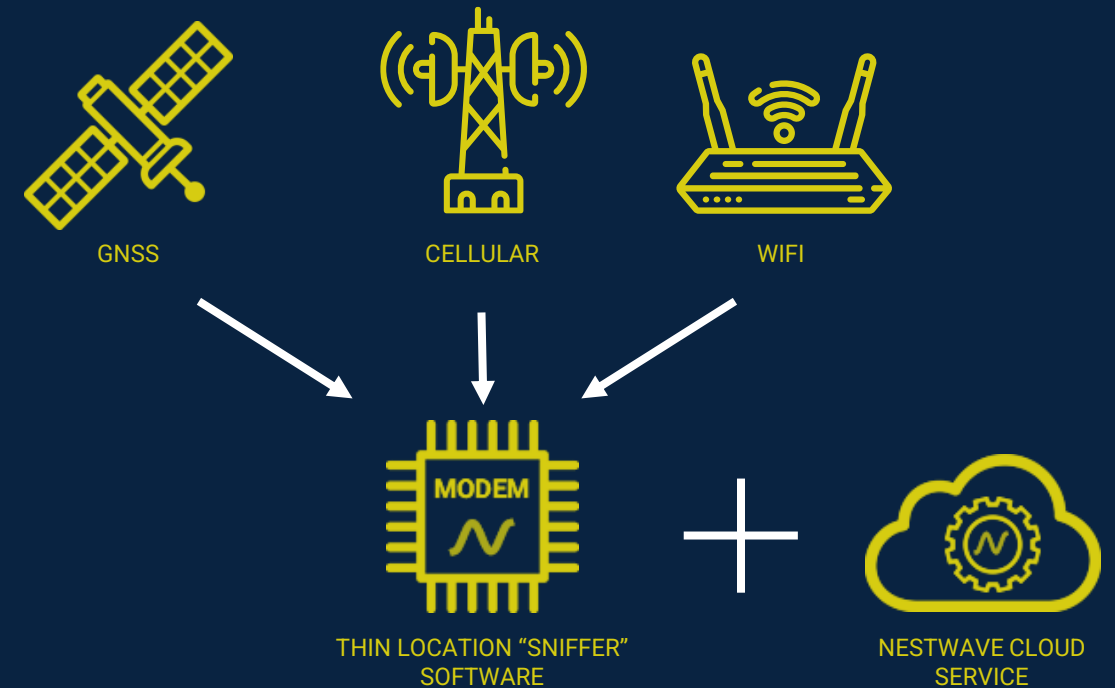 GNSS
CELLULAR
WIFI
MODEM
THIN LOCATION “SNIFFER”
SOFTWARE
NESTWAVE CLOUD
SERVICE